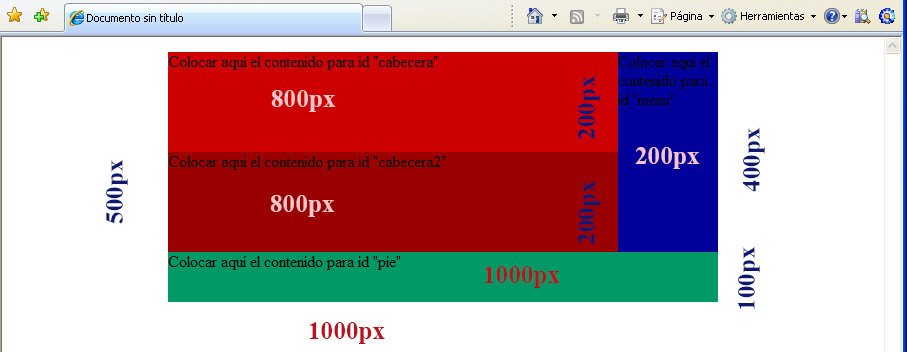 Documento sin título
Página
Herramientas
Colocar aquí el contenido para id "cabecera"
800px
200px
Colocar aquí el contenido para id "menu"
200px
400px
500px
Colocar aquí el contenido para id "cabecera2"
800px
200px
Colocar aquí el contenido para id "pie"
1000px
100px
1000px